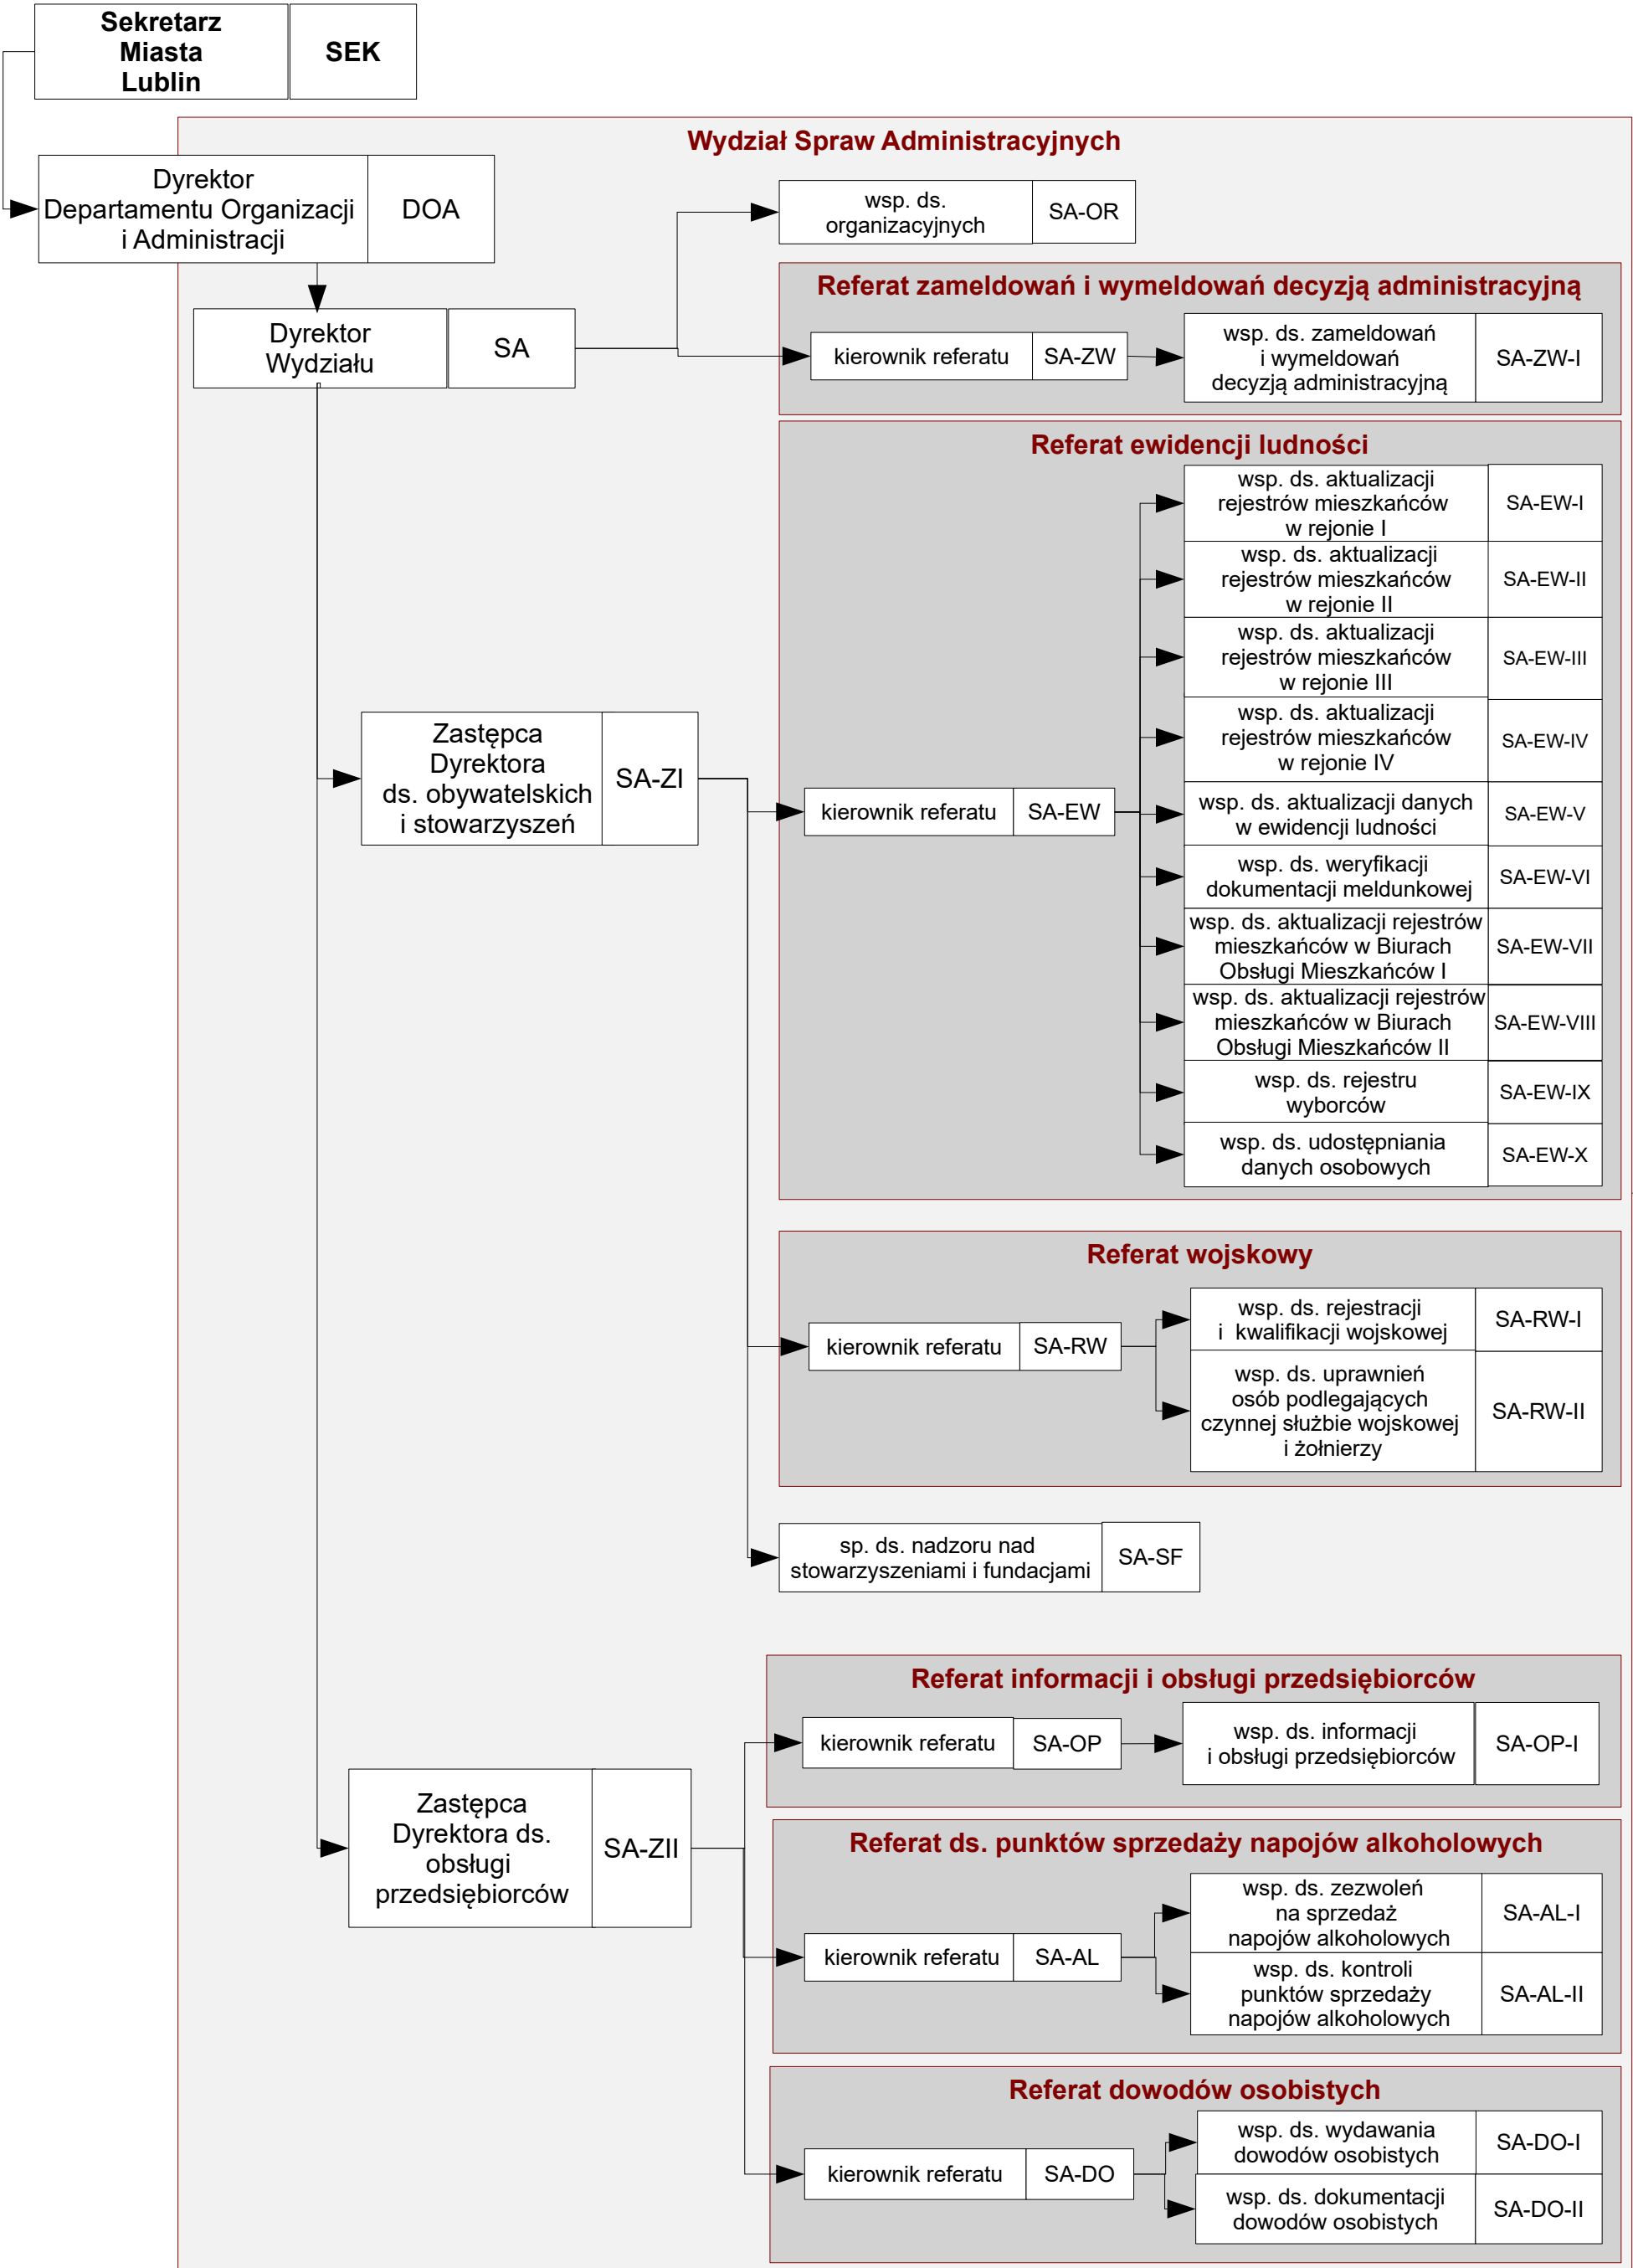 Sekretarz
Miasta
Lublin
SEK
Wydział Spraw Administracyjnych
Dyrektor
Departamentu Organizacji
i Administracji
DOA
wsp. ds.
organizacyjnych
SA-OR
Dyrektor
Wydziału
SA
Referat zameldowań i wymeldowań decyzją administracyjną
kierownik referatu
SA-ZW
wsp. ds. zameldowań
i wymeldowań
decyzją administracyjną
SA-ZW-I
Referat ewidencji ludności
wsp. ds. aktualizacji
rejestrów mieszkańców
w rejonie I
SA-EW-I
wsp. ds. aktualizacji
rejestrów mieszkańców
w rejonie II
SA-EW-II
wsp. ds. aktualizacji
rejestrów mieszkańców
w rejonie III
SA-EW-III
wsp. ds. aktualizacji
rejestrów mieszkańców
w rejonie IV
SA-EW-IV
Zastępca
Dyrektora
ds. obywatelskich
i stowarzyszeń
SA-ZI
kierownik referatu
SA-EW
wsp. ds. aktualizacji danych
w ewidencji ludności
SA-EW-V
wsp. ds. weryfikacji
dokumentacji meldunkowej
SA-EW-VI
wsp. ds. aktualizacji rejestrów
mieszkańców w Biurach
Obsługi Mieszkańców I
SA-EW-VII
wsp. ds. aktualizacji rejestrów
mieszkańców w Biurach
Obsługi Mieszkańców II
SA-EW-VIII
wsp. ds. rejestru
wyborców
SA-EW-IX
wsp. ds. udostępniania
danych osobowych
SA-EW-X
Referat wojskowy
kierownik referatu
SA-RW
wsp. ds. rejestracji
i kwalifikacji wojskowej
SA-RW-I
wsp. ds. uprawnień
osób podlegających
czynnej służbie wojskowej
i żołnierzy
SA-RW-II
sp. ds. nadzoru nad
stowarzyszeniami i fundacjami
SA-SF
Referat informacji i obsługi przedsiębiorców
kierownik referatu
SA-OP
wsp. ds. informacji
i obsługi przedsiębiorców
SA-OP-I
Zastępca
Dyrektora ds.
obsługi
przedsiębiorców
SA-ZII
Referat ds. punktów sprzedaży napojów alkoholowych
kierownik referatu
SA-AL
wsp. ds. zezwoleń
na sprzedaż
napojów alkoholowych
SA-AL-I
wsp. ds. kontroli
punktów sprzedaży
napojów alkoholowych
SA-AL-II
Referat dowodów osobistych
kierownik referatu
SA-DO
wsp. ds. wydawania
dowodów osobistych
SA-DO-I
wsp. ds. dokumentacji
dowodów osobistych
SA-DO-II